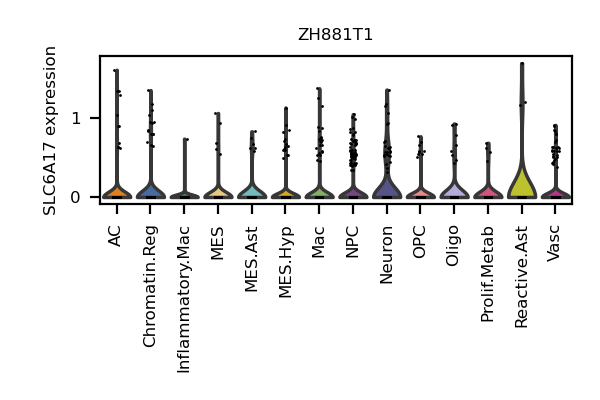 ZH881T1
SLC6A17 expression
1
0
AC
Chromatin.Reg
Inflammatory.Mac
MES
MES.Ast
MES.Hyp
Mac
NPC
Neuron
OPC
Oligo
Prolif.Metab
Reactive.Ast
Vasc